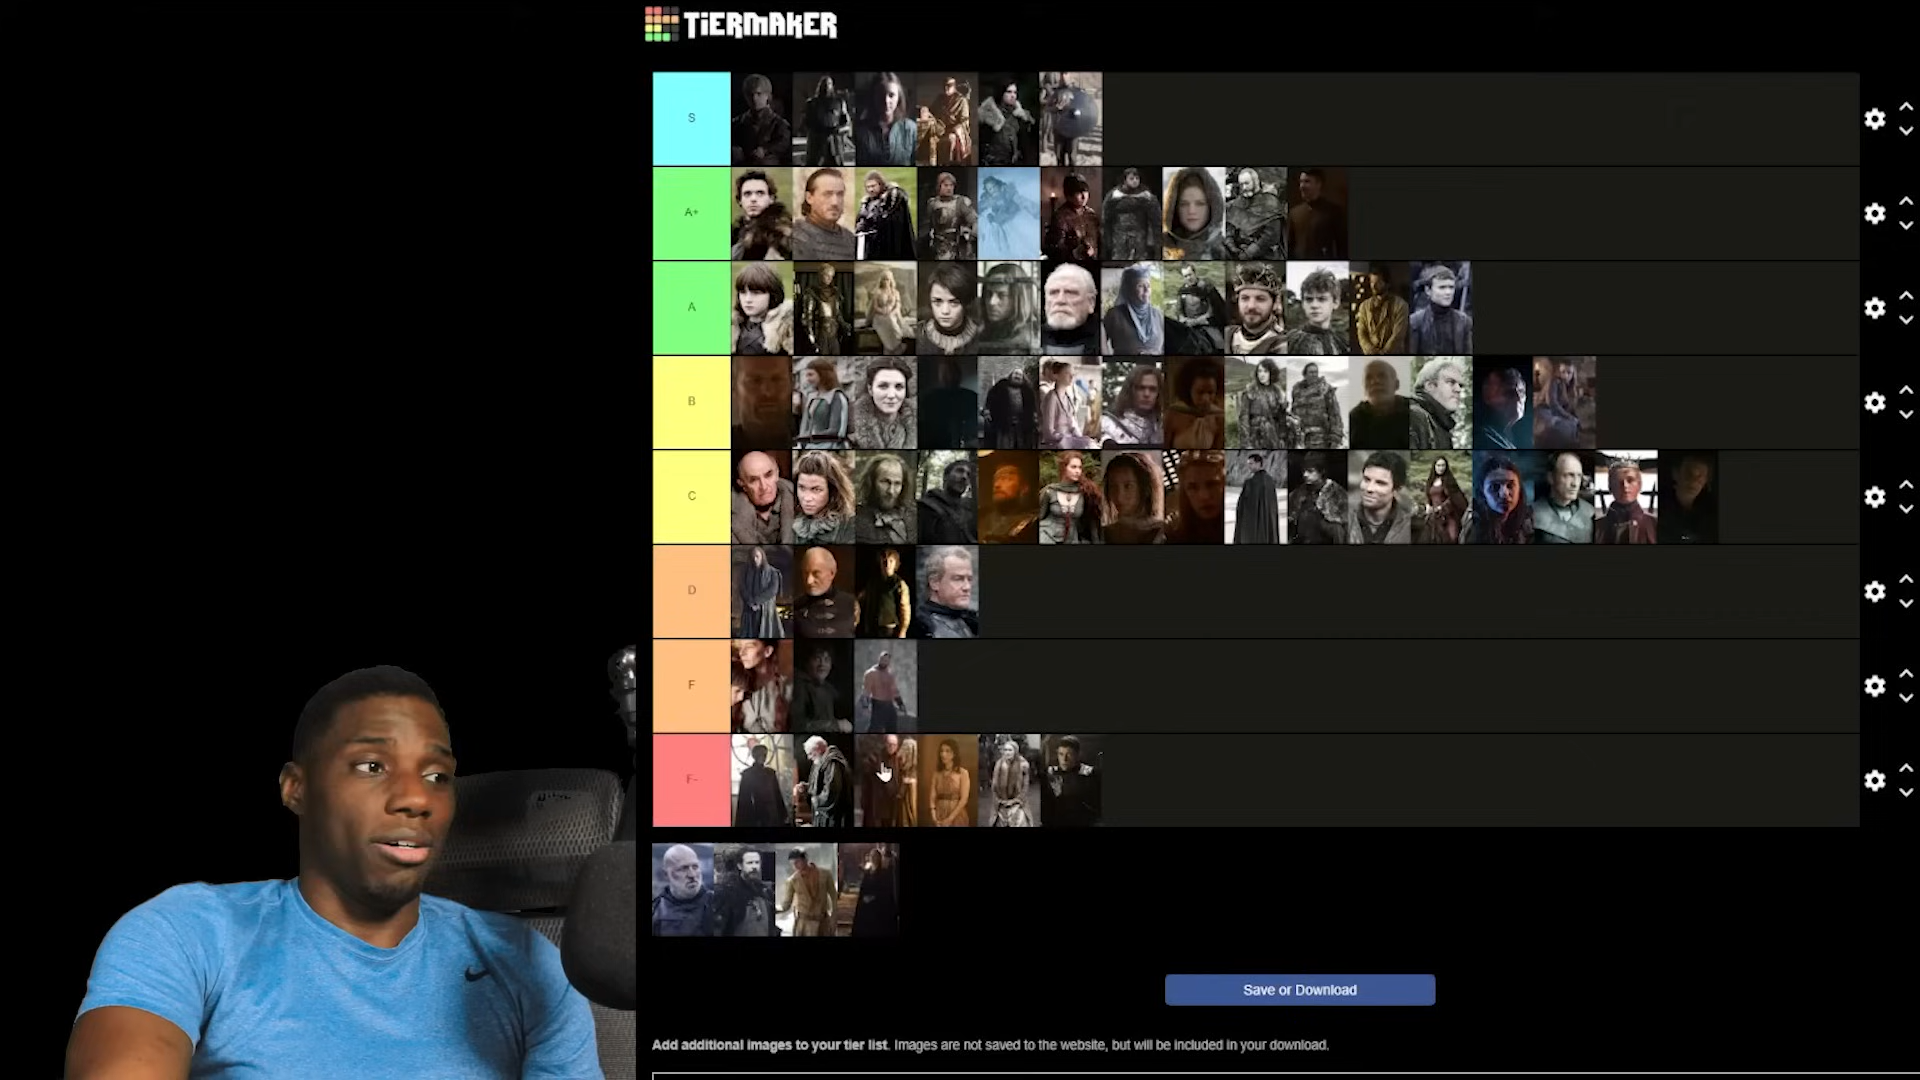 TiERMAKER
S
A+
A
B
C
D
F
F-
Save or Download
Add additional images to your tier list. Images are not saved to the website, but will be included in your download.